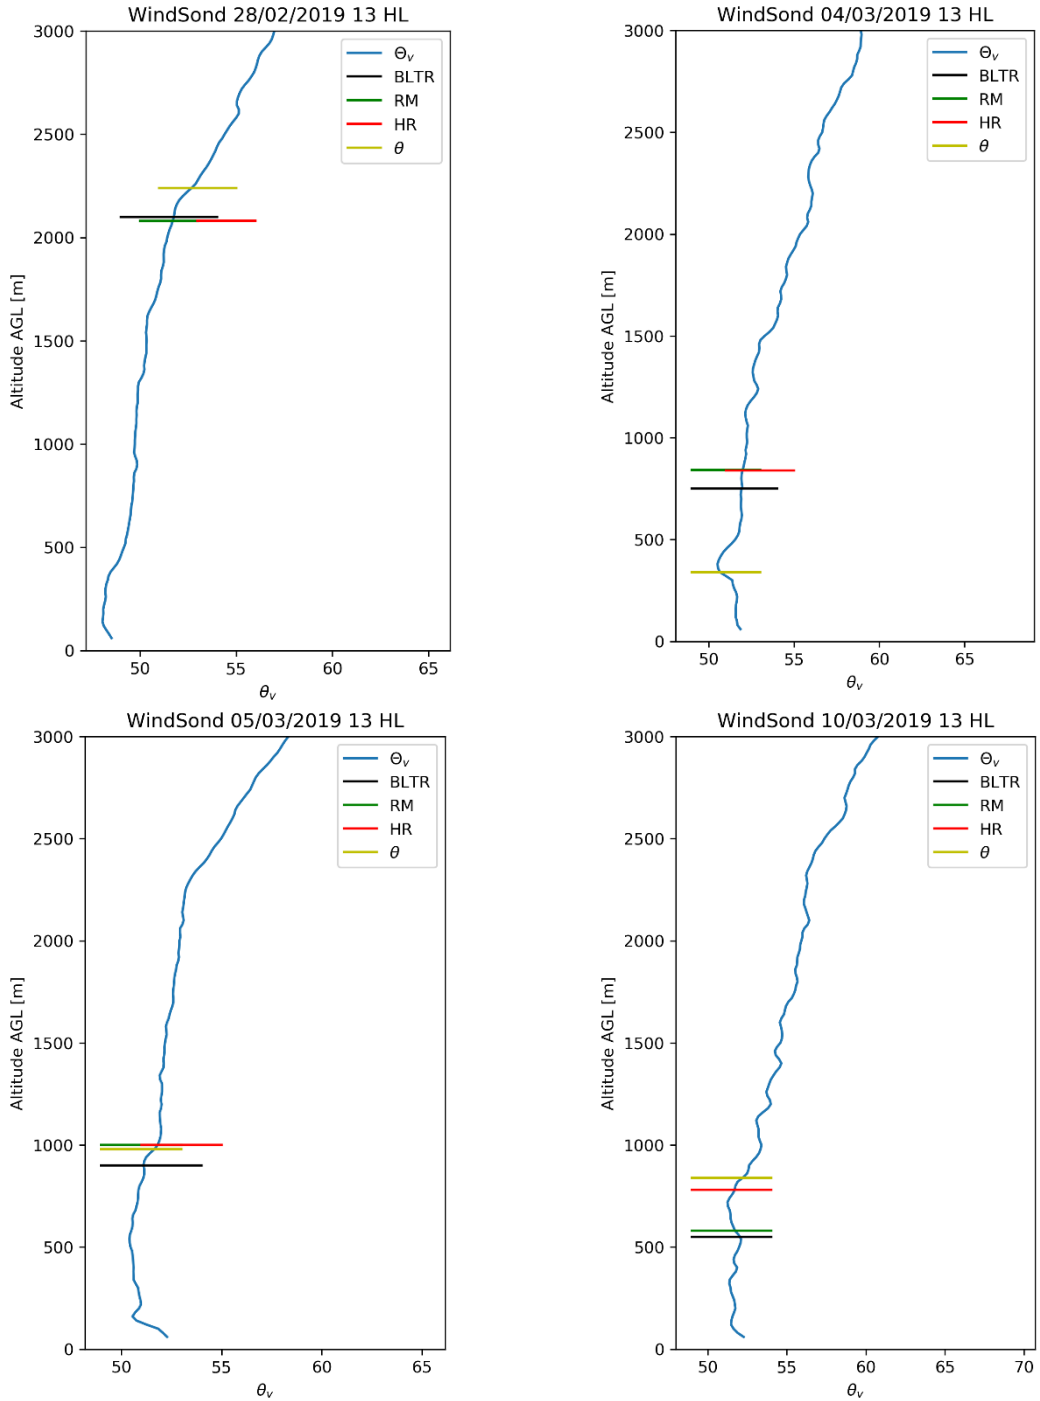 WindSond 28/02/2019 13 HL
3000
2500
2000
1500
1000
500
0
Altitude AGL [m]
50 55 60 65
θv
Θv
BLTR
RM
HR
θ
WindSond 04/03/2019 13 HL
3000
2500
2000
1500
1000
500
0
Altitude AGL [m]
50 55 60 65
θv
Θv
BLTR
RM
HR
θ
WindSond 05/03/2019 13 HL
3000
2500
2000
1500
1000
500
0
Altitude AGL [m]
50 55 60 65
θv
Θv
BLTR
RM
HR
θ
WindSond 10/03/2019 13 HL
3000
2500
2000
1500
1000
500
0
Altitude AGL [m]
50 55 60 65 70
θv
Θv
BLTR
RM
HR
θ